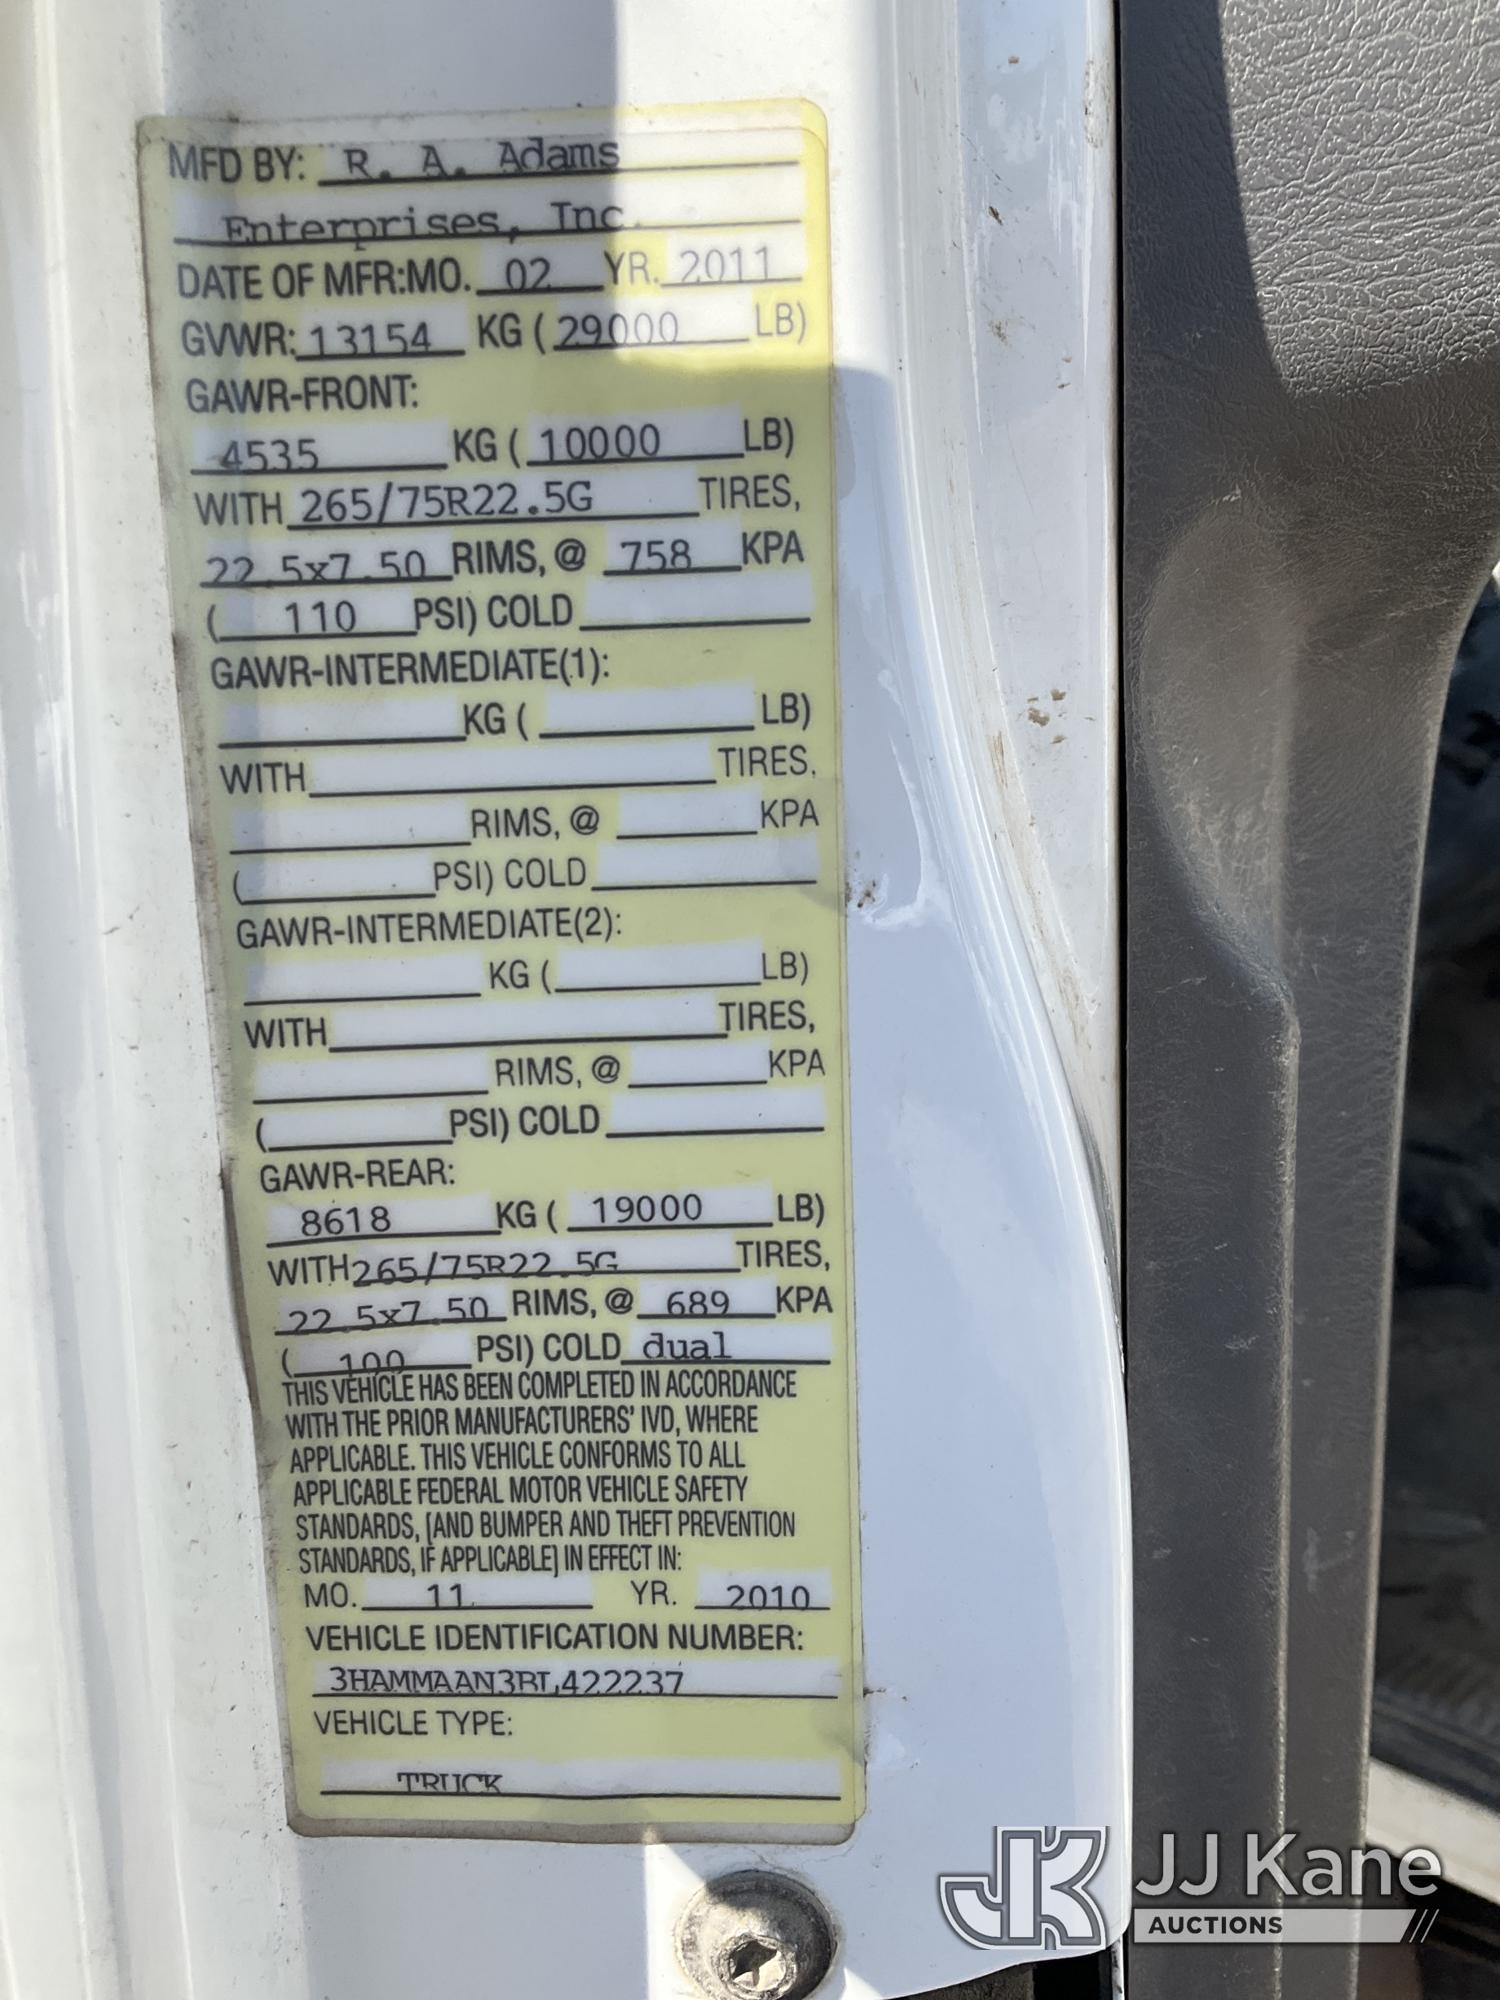 MFD BY: R. A. Adams
Enterprises, Inc.
DATE OF MFR:MO. 02 YR. 2011
GVWR: 13154 KG ( 29000 LB)
GAWR-FRONT:
4535 KG ( 10000 LB)
WITH 265/75R22.5G TIRES,
22.5x7.50 RIMS, @ 758 KPA
( 110 PSI) COLD
GAWR-INTERMEDIATE(1):
KG ( LB)
WITH TIRES,
RIMS, @ KPA
( PSI) COLD
GAWR-INTERMEDIATE(2):
KG ( LB)
WITH TIRES,
RIMS, @ KPA
( PSI) COLD
GAWR-REAR:
8618 KG ( 19000 LB)
WITH 265/75R22.5G TIRES,
22.5x7.50 RIMS, @ 689 KPA
( 100 PSI) COLD dual
THIS VEHICLE HAS BEEN COMPLETED IN ACCORDANCE
WITH THE PRIOR MANUFACTURERS' IVD, WHERE
APPLICABLE. THIS VEHICLE CONFORMS TO ALL
APPLICABLE FEDERAL MOTOR VEHICLE SAFETY
STANDARDS, [AND BUMPER AND THEFT PREVENTION
STANDARDS, IF APPLICABLE] IN EFFECT IN:
MO. 11 YR. 2010
VEHICLE IDENTIFICATION NUMBER:
3HAMMAAN3BL422237
VEHICLE TYPE:
TRUCK
JK JJ Kane
AUCTIONS